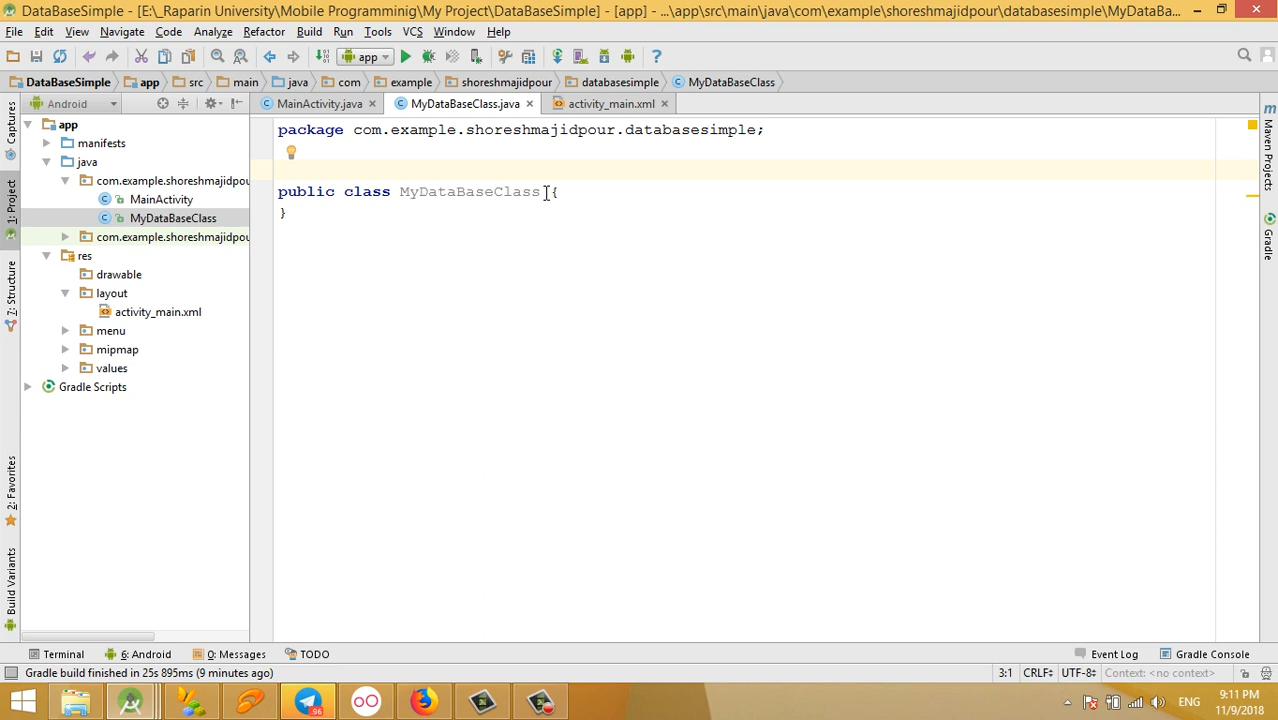 DataBaseSimple - [E:\_Raparin University\Mobile Programminig\My Project\DataBaseSimple] - [app] - ...\app\src\main\java\com\example\shoreshmajidpour\databasesimple\MyDataBa...
File Edit View Navigate Code Analyze Refactor Build Run Tools VCS Window Help
app
DataBaseSimple app src main java com example shoreshmajidpour databasesimple MyDataBaseClass
Android
MainActivity.java MyDataBaseClass.java activity_main.xml
app
manifests
java
com.example.shoreshmajidpou
MainActivity
MyDataBaseClass
com.example.shoreshmajidpou
res
drawable
layout
activity_main.xml
menu
mipmap
values
Gradle Scripts
package com.example.shoreshmajidpour.databasesimple;
public class MyDataBaseClass {
}
Captures
1: Project
7: Structure
2: Favorites
Build Variants
Maven Projects
Gradle
Terminal 6: Android 0: Messages TODO Event Log Gradle Console
Gradle build finished in 25s 895ms (9 minutes ago) 3:1 CRLF UTF-8 Context: <no context>
96
ENG
9:11 PM
11/9/2018